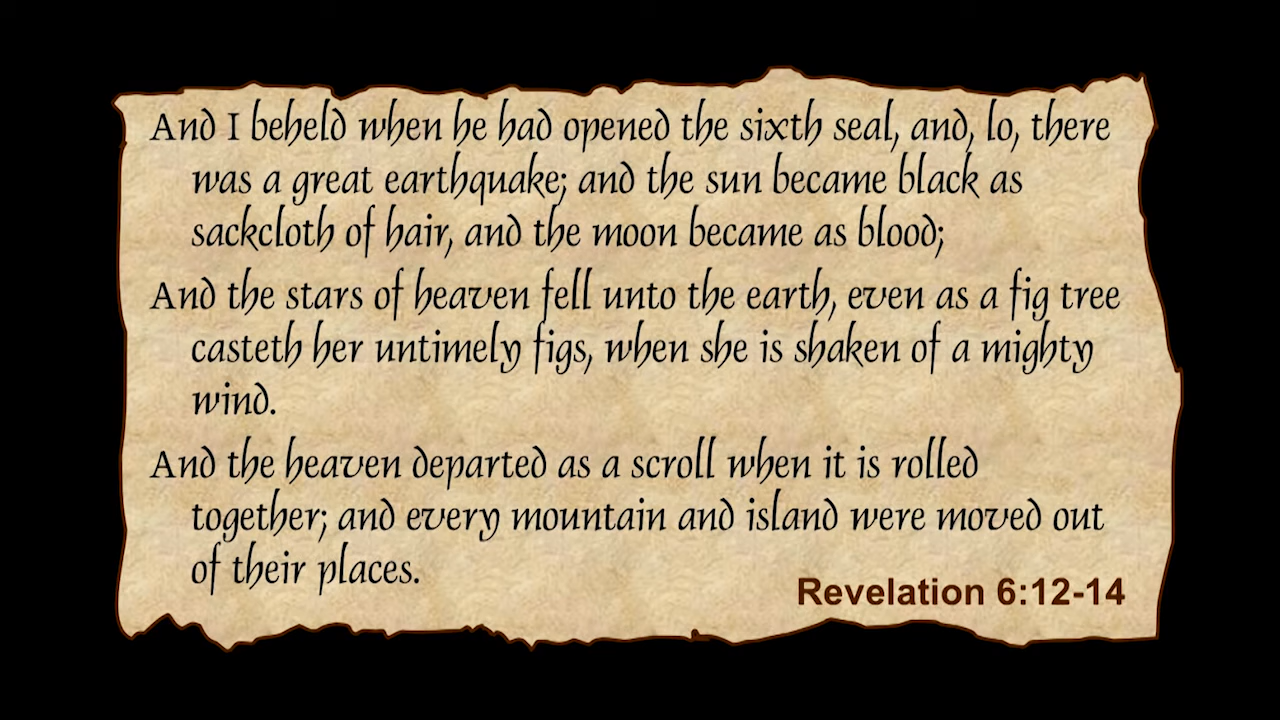 And I beheld when he had opened the sixth seal, and, lo, there
was a great earthquake; and the sun became black as
sackcloth of hair, and the moon became as blood;
And the stars of heaven fell unto the earth, even as a fig tree
casteth her untimely figs, when she is shaken of a mighty
wind.
And the heaven departed as a scroll when it is rolled
together; and every mountain and island were moved out
of their places.
Revelation 6:12-14